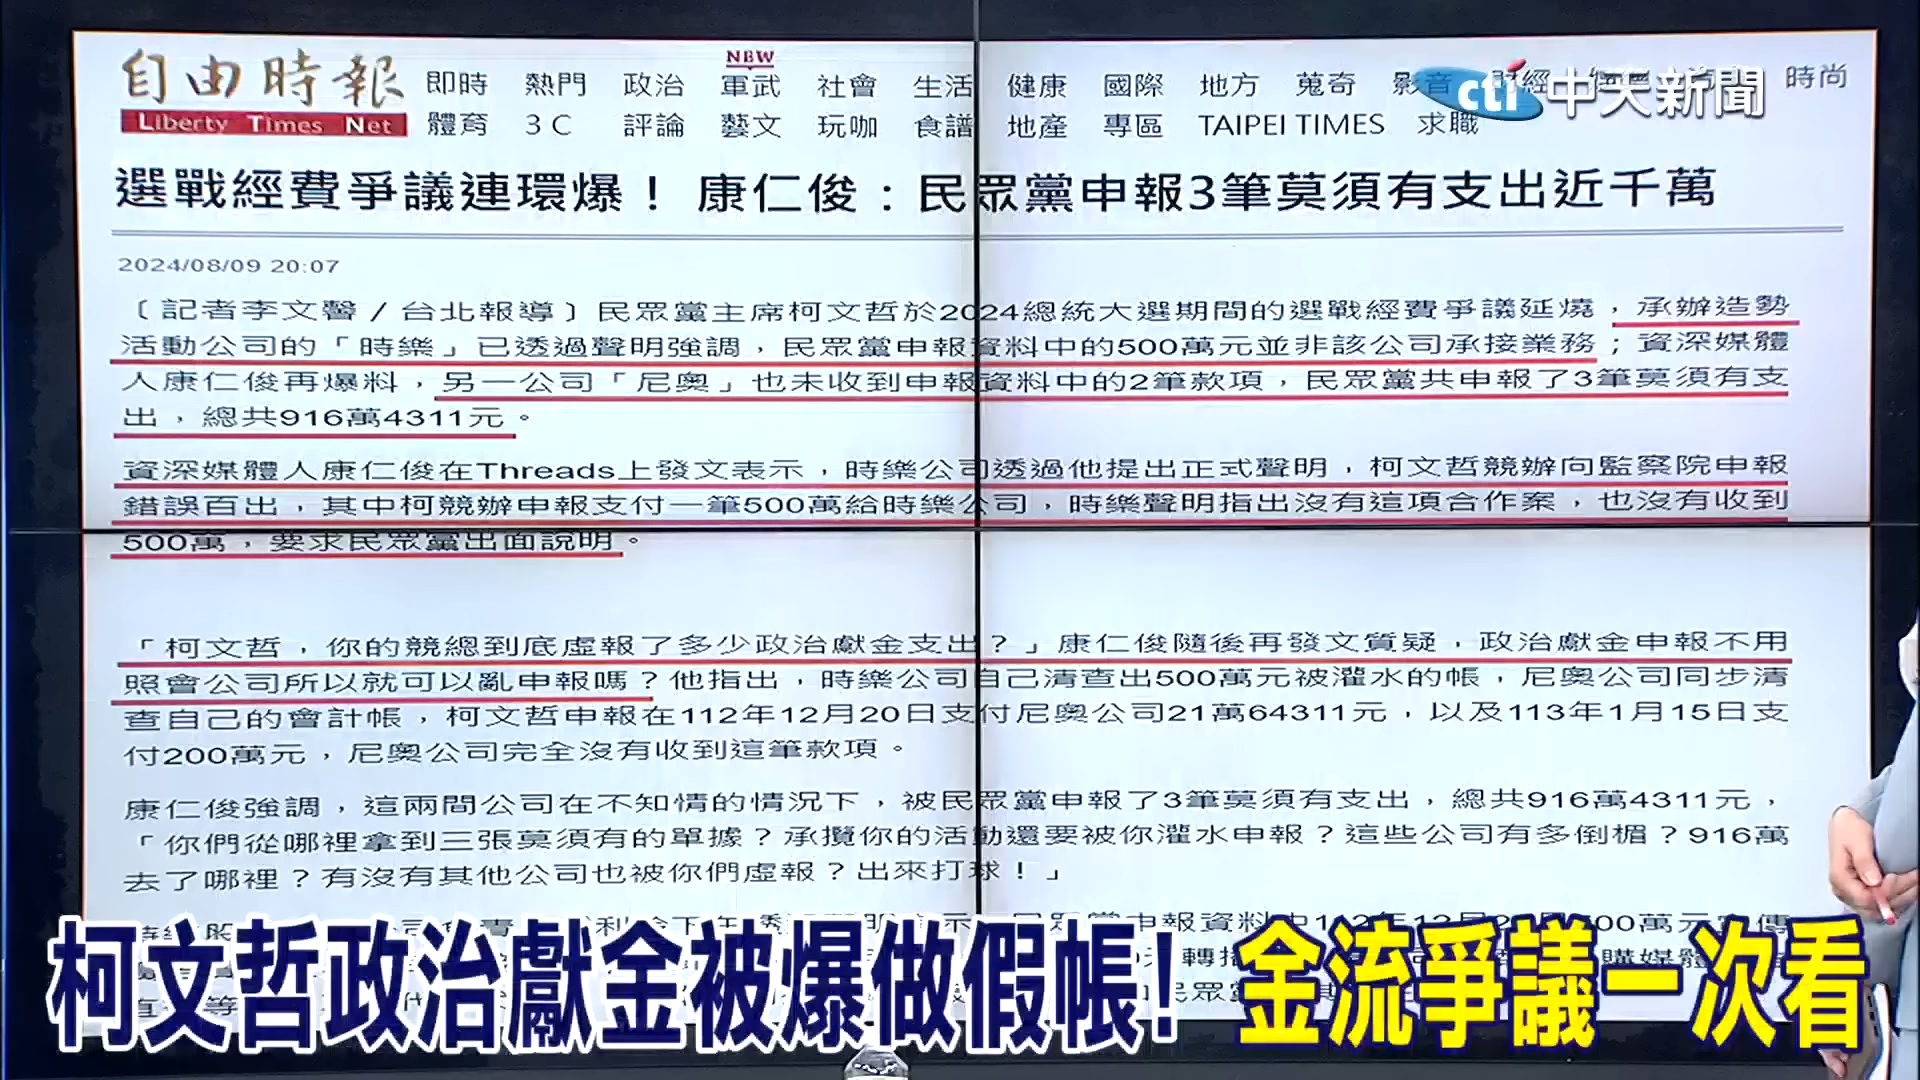 自由時報
Liberty Times Net
NEW
即時 熱門 政治 軍武 社會 生活 健康 國際 地方 蒐奇 影音 財經 時尚
體育 3C 評論 藝文 玩咖 食譜 地產 專區 TAIPEI TIMES 求職
cti 中天新聞
選戰經費爭議連環爆！ 康仁俊：民眾黨申報3筆莫須有支出近千萬
2024/08/09 20:07
〔記者李文馨／台北報導〕民眾黨主席柯文哲於2024總統大選期間的選戰經費爭議延燒，承辦造勢
活動公司的「時樂」已透過聲明強調，民眾黨申報資料中的500萬元並非該公司承接業務；資深媒體
人康仁俊再爆料，另一公司「尼奧」也未收到申報資料中的2筆款項，民眾黨共申報了3筆莫須有支
出，總共916萬4311元。
資深媒體人康仁俊在Threads上發文表示，時樂公司透過他提出正式聲明，柯文哲競辦向監察院申報
錯誤百出，其中柯競辦申報支付一筆500萬給時樂公司，時樂聲明指出沒有這項合作案，也沒有收到
500萬，要求民眾黨出面說明。
「柯文哲，你的競總到底虛報了多少政治獻金支出？」康仁俊隨後再發文質疑，政治獻金申報不用
照會公司所以就可以亂申報嗎？他指出，時樂公司自己清查出500萬元被灌水的帳，尼奧公司同步清
查自己的會計帳，柯文哲申報在112年12月20日支付尼奧公司21萬64311元，以及113年1月15日支
付200萬元，尼奧公司完全沒有收到這筆款項。
康仁俊強調，這兩間公司在不知情的情況下，被民眾黨申報了3筆莫須有支出，總共916萬4311元，
「你們從哪裡拿到三張莫須有的單據？承攬你的活動還要被你灌水申報？這些公司有多倒楣？916萬
去了哪裡？有沒有其他公司也被你們虛報？出來打球！」
柯文哲政治獻金被爆做假帳！ 金流爭議一次看